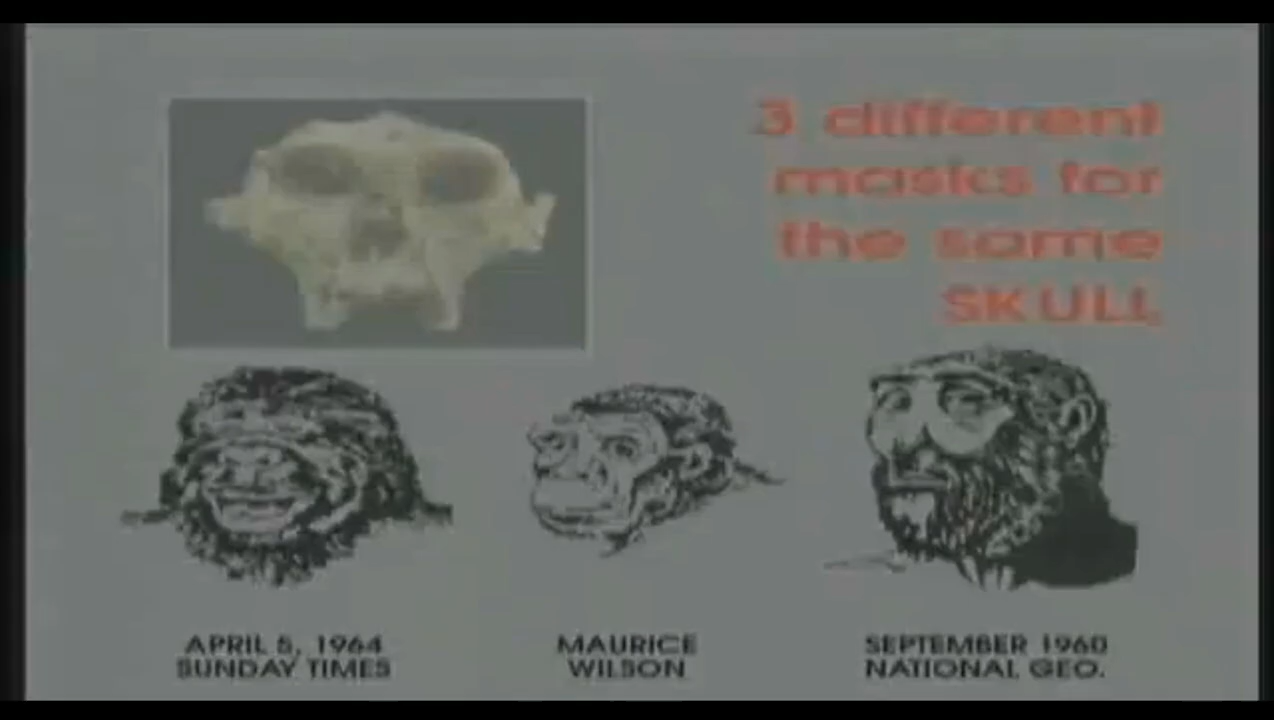 3 different
masks for
the same
SKULL
APRIL 5, 1964
SUNDAY TIMES
MAURICE
WILSON
SEPTEMBER 1960
NATIONAL GEO.